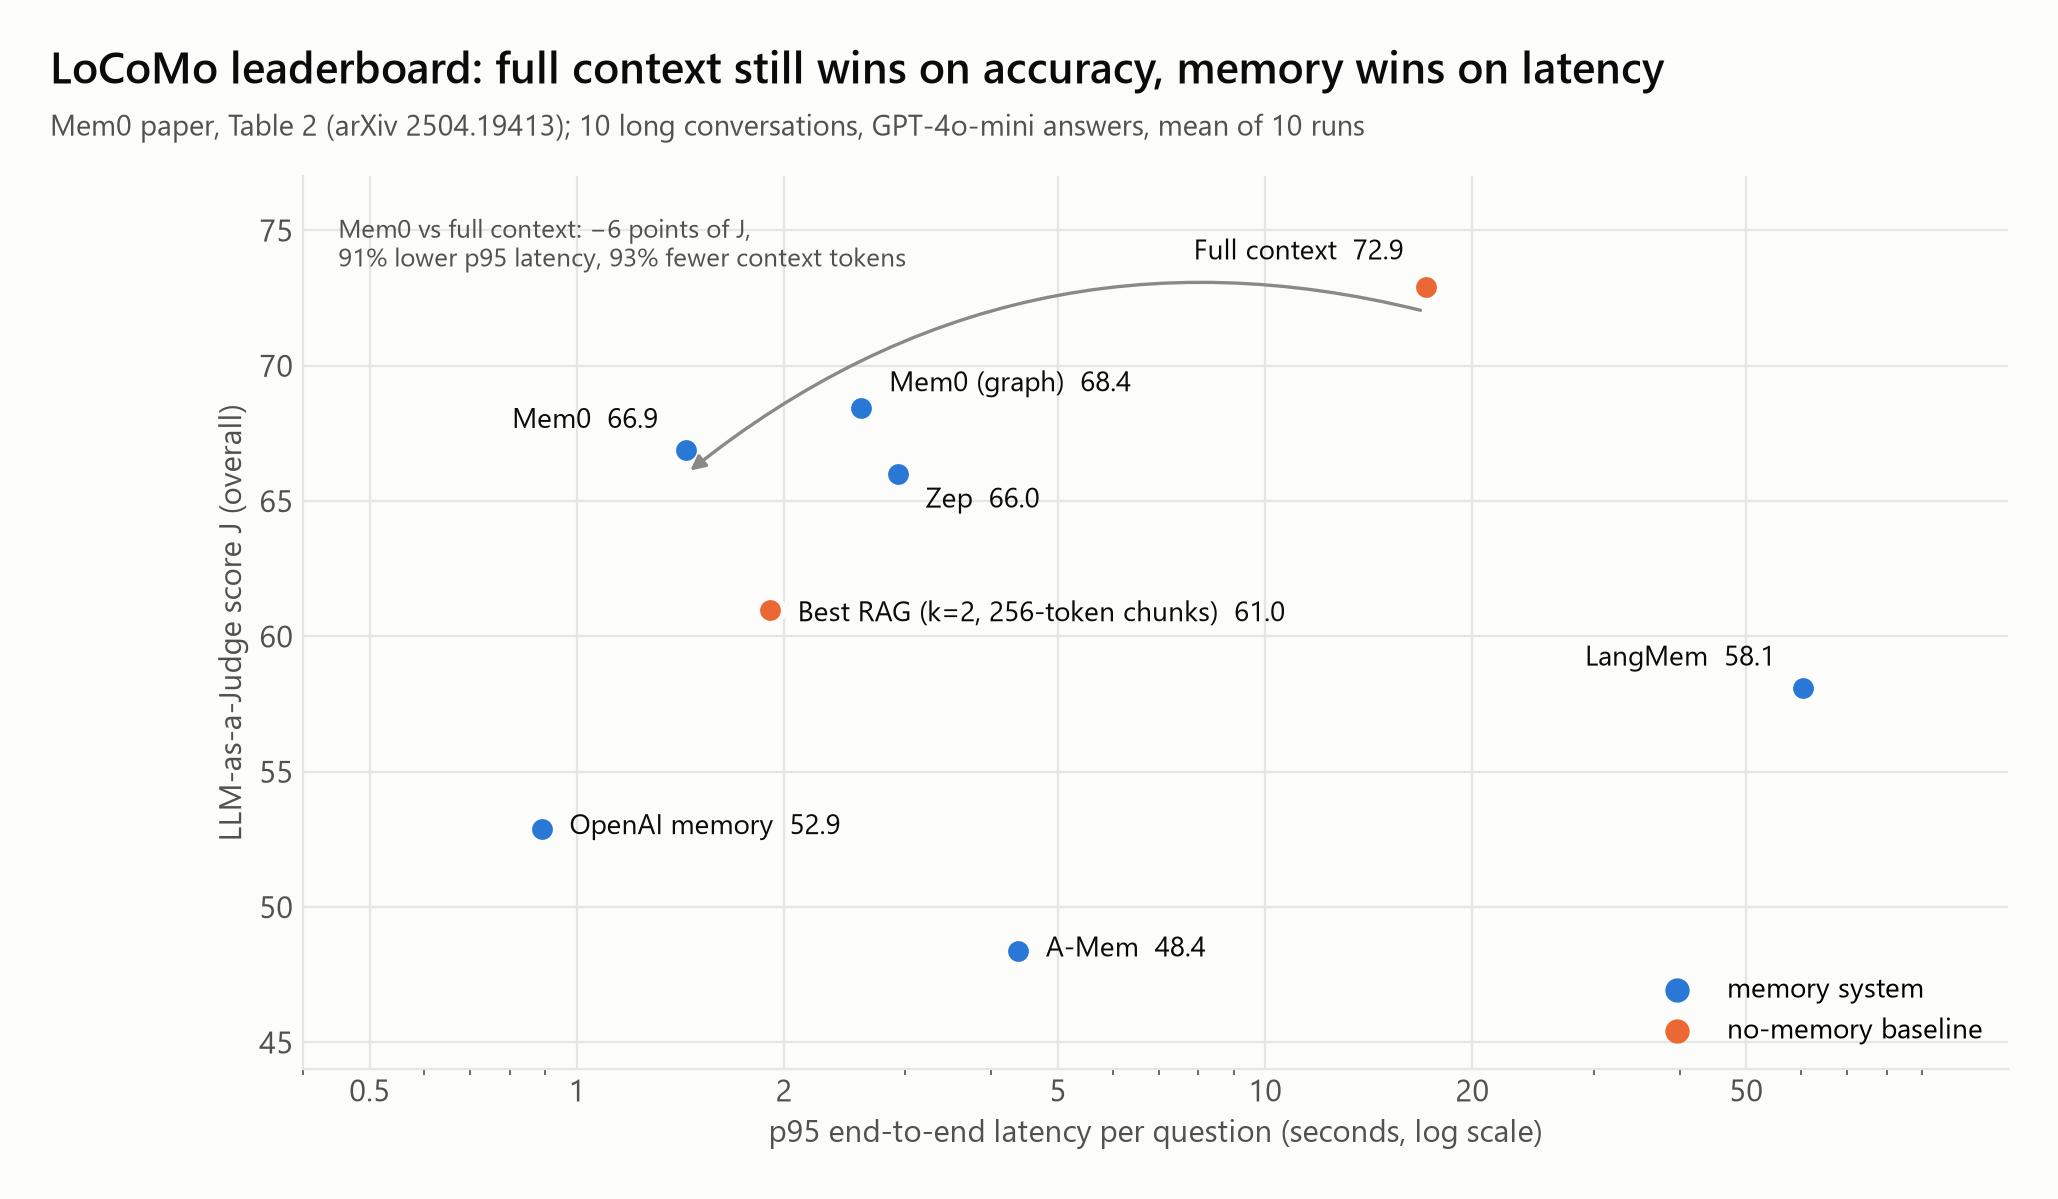 LoCoMo leaderboard: full context still wins on accuracy, memory wins on latency
Mem0 paper, Table 2 (arXiv 2504.19413); 10 long conversations, GPT-4o-mini answers, mean of 10 runs
LLM-as-a-Judge score J (overall)
75
70
65
60
55
50
45
Mem0 vs full context: −6 points of J,
91% lower p95 latency, 93% fewer context tokens
Full context 72.9
Mem0 (graph) 68.4
Mem0 66.9
Zep 66.0
Best RAG (k=2, 256-token chunks) 61.0
LangMem 58.1
OpenAI memory 52.9
A-Mem 48.4
memory system
no-memory baseline
0.5 1 2 5 10 20 50
p95 end-to-end latency per question (seconds, log scale)